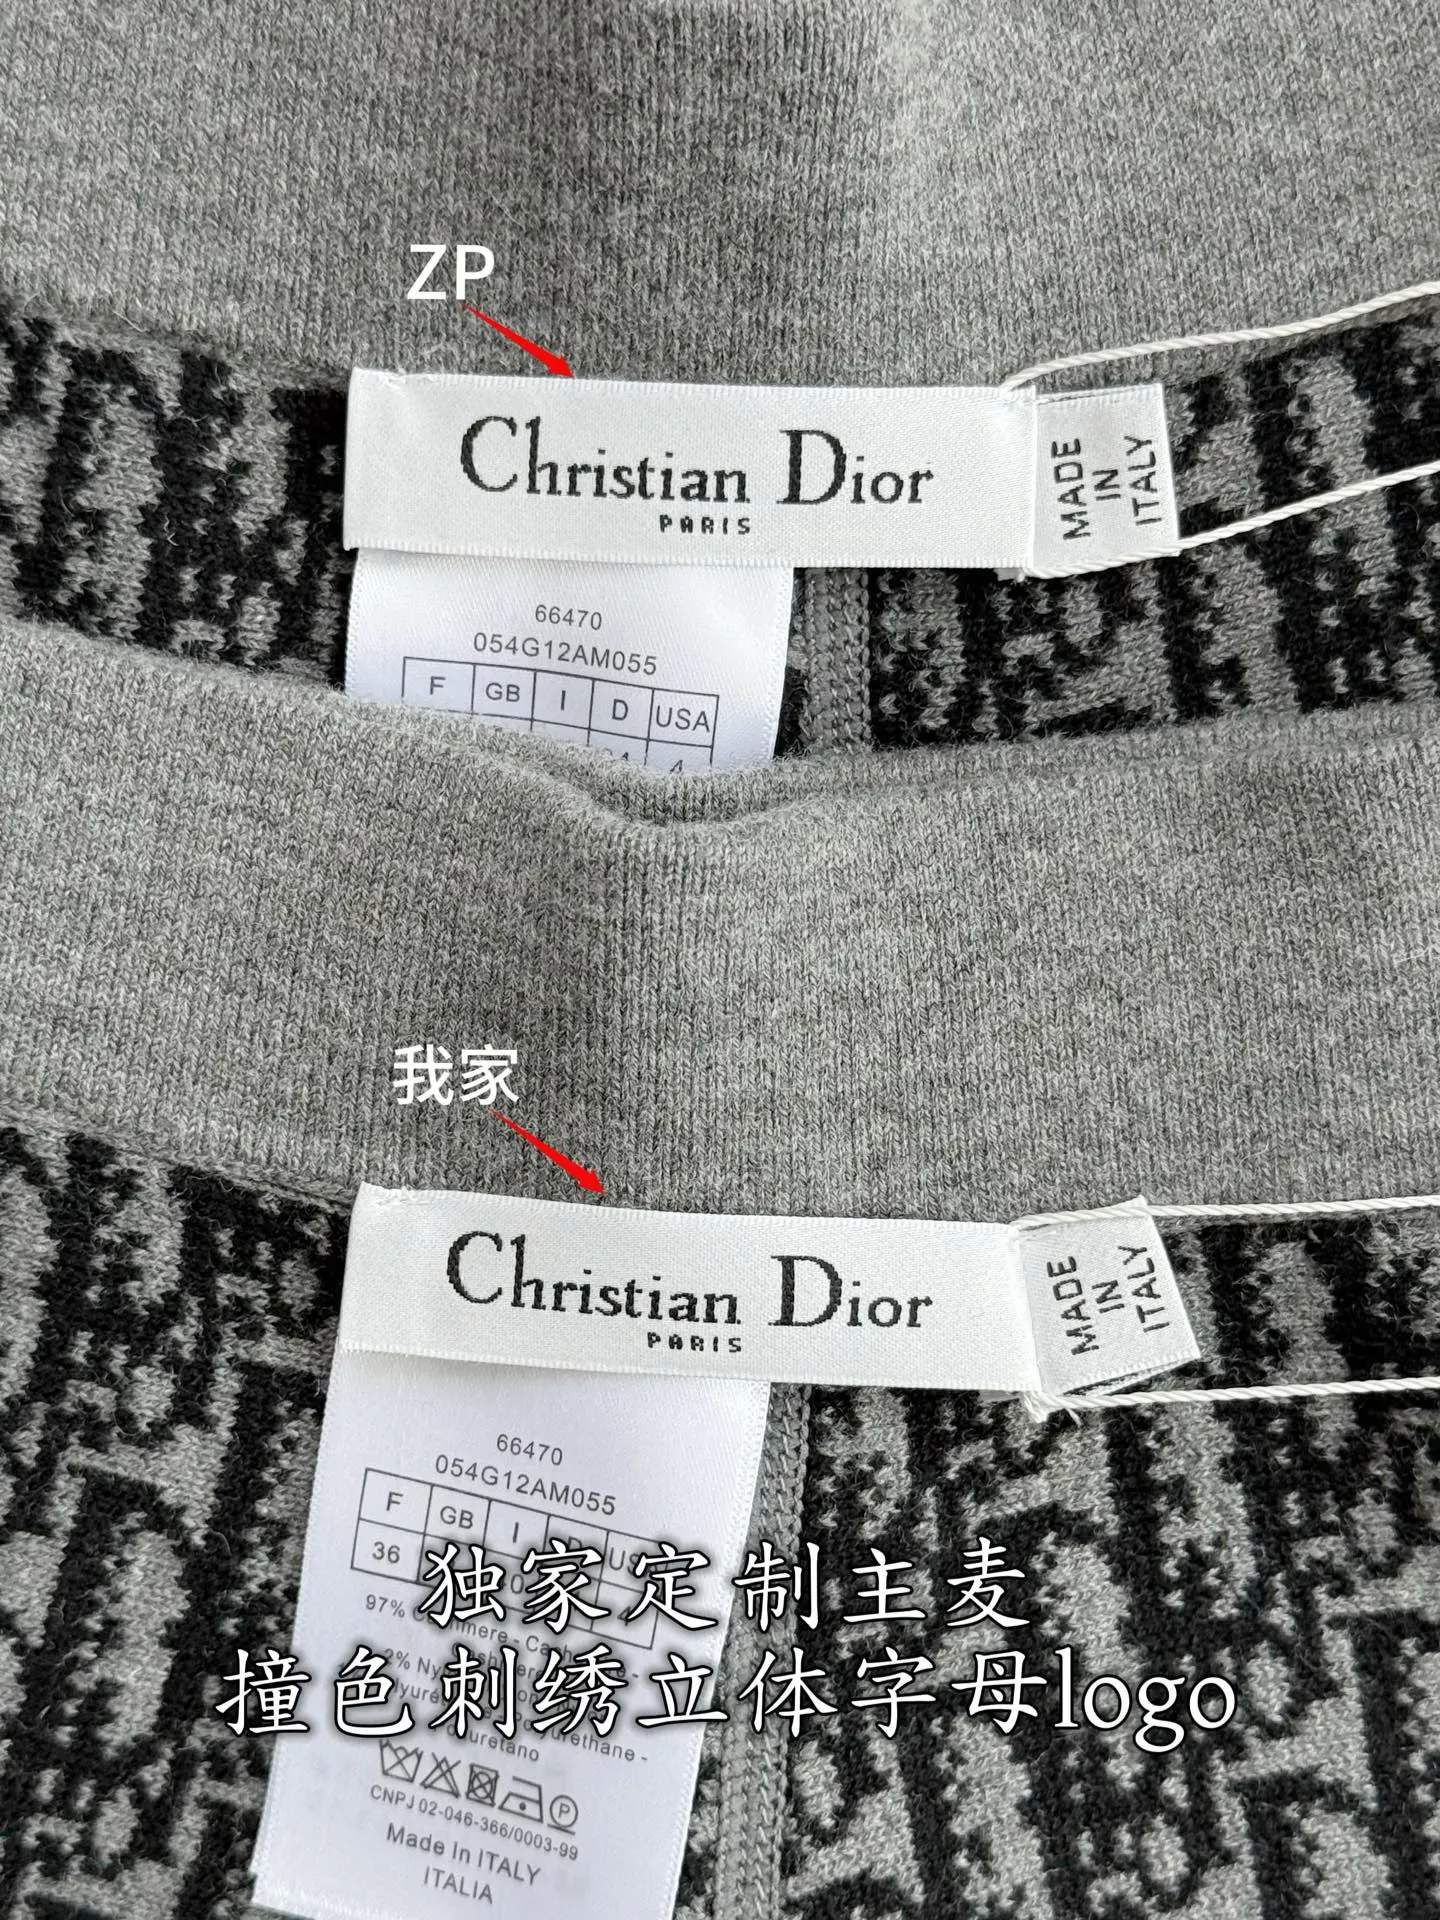 ZP
Christian Dior
PARIS
MADE
IN
ITALY
66470
054G12AM055
F GB I D USA
4
我家
Christian Dior
PARIS
MADE
IN
ITALY
66470
054G12AM055
F GB I
36
97%
独家定制主麦
撞色刺绣立体字母logo
CNPJ 02-046-366/0003-99
Made In ITALY
ITALIA